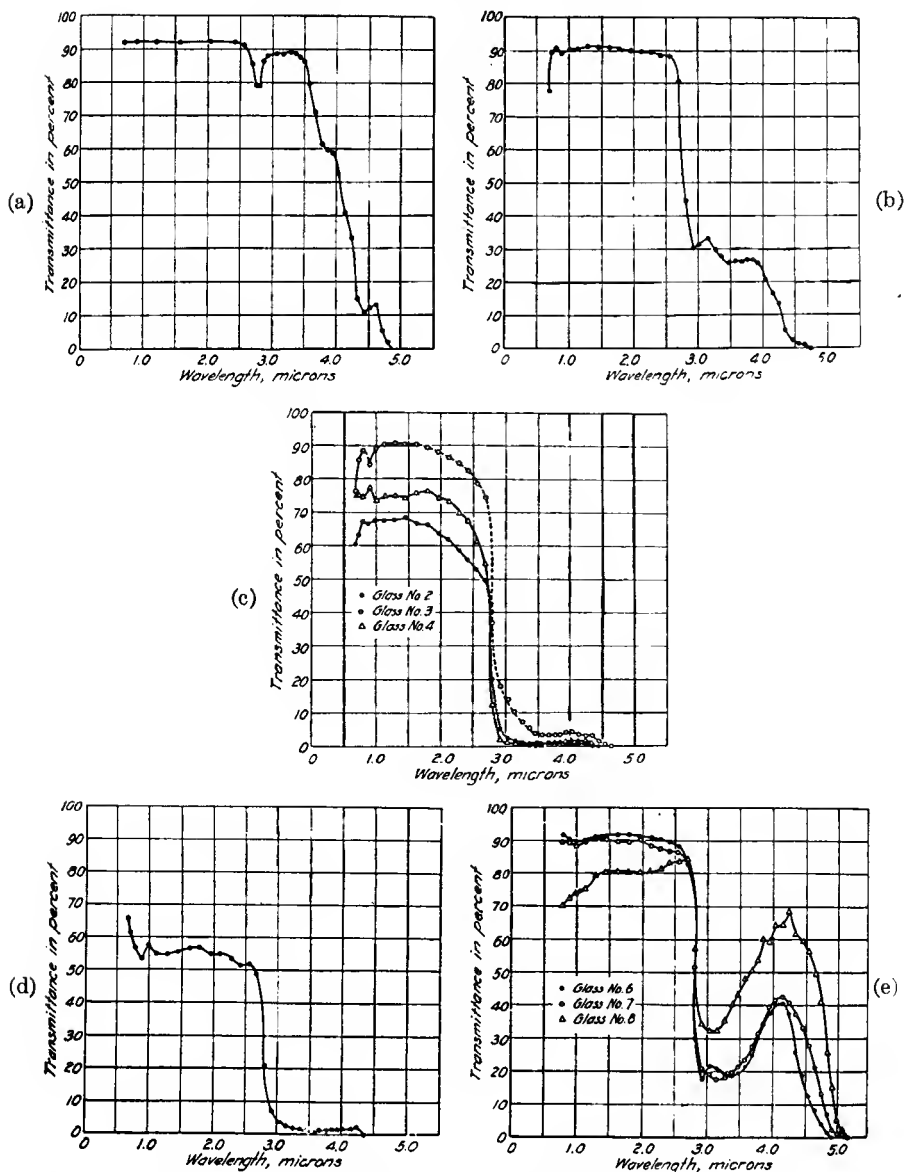 (a)
Transmittance in percent
100
90
80
70
60
50
40
30
20
10
0
0 1.0 2.0 3.0 4.0 5.0
Wavelength, microns
(b)
Transmittance in percent
100
90
80
70
60
50
40
30
20
10
0
0 1.0 2.0 3.0 4.0 5.0
Wavelength, microns
(c)
Transmittance in percent
100
90
80
70
60
50
40
30
20
10
0
Glass No.2
Glass No.3
Glass No.4
0 1.0 2.0 3.0 4.0 5.0
Wavelength, microns
(d)
Transmittance in percent
100
90
80
70
60
50
40
30
20
10
0
0 1.0 2.0 3.0 4.0 5.0
Wavelength, microns
(e)
Transmittance in percent
100
90
80
70
60
50
40
30
20
10
0
Glass No.6
Glass No.7
Glass No.8
0 1.0 2.0 3.0 4.0 5.0
Wavelength, microns